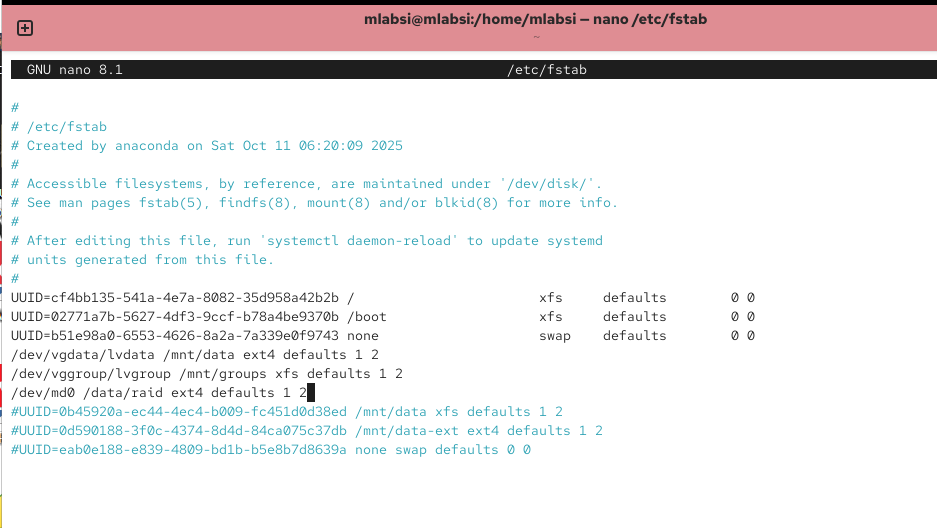 mlabsi@mlabsi:/home/mlabsi — nano /etc/fstab
~
GNU nano 8.1 /etc/fstab
#
# /etc/fstab
# Created by anaconda on Sat Oct 11 06:20:09 2025
#
# Accessible filesystems, by reference, are maintained under '/dev/disk/'.
# See man pages fstab(5), findfs(8), mount(8) and/or blkid(8) for more info.
#
# After editing this file, run 'systemctl daemon-reload' to update systemd
# units generated from this file.
#
UUID=cf4bb135-541a-4e7a-8082-35d958a42b2b / xfs defaults 0 0
UUID=02771a7b-5627-4df3-9ccf-b78a4be9370b /boot xfs defaults 0 0
UUID=b51e98a0-6553-4626-8a2a-7a339e0f9743 none swap defaults 0 0
/dev/vgdata/lvdata /mnt/data ext4 defaults 1 2
/dev/vggroup/lvgroup /mnt/groups xfs defaults 1 2
/dev/md0 /data/raid ext4 defaults 1 2
#UUID=0b45920a-ec44-4ec4-b009-fc451d0d38ed /mnt/data xfs defaults 1 2
#UUID=0d590188-3f0c-4374-8d4d-84ca075c37db /mnt/data-ext ext4 defaults 1 2
#UUID=eab0e188-e839-4809-bd1b-b5e8b7d8639a none swap defaults 0 0